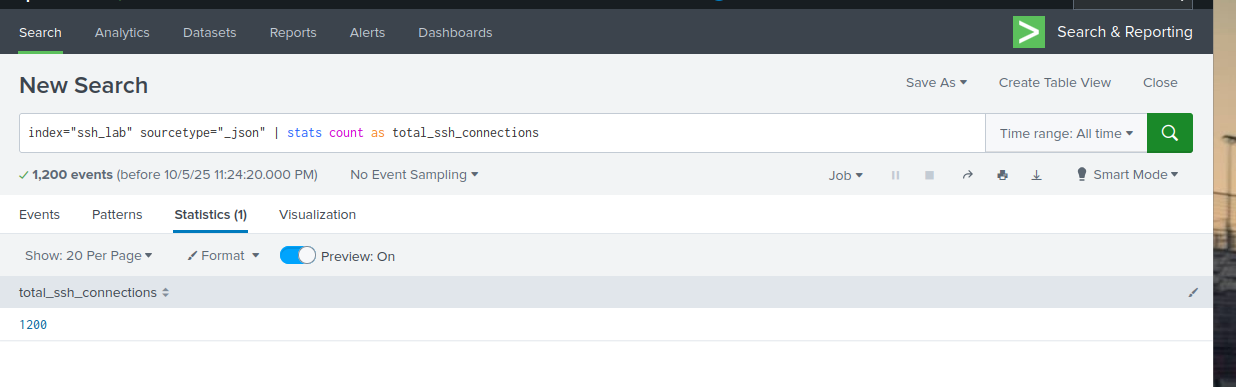 Search Analytics Datasets Reports Alerts Dashboards Search & Reporting
New Search Save As Create Table View Close
index="ssh_lab" sourcetype="_json" | stats count as total_ssh_connections Time range: All time
1,200 events (before 10/5/25 11:24:20.000 PM) No Event Sampling Job Smart Mode
Events Patterns Statistics (1) Visualization
Show: 20 Per Page Format Preview: On
total_ssh_connections
1200